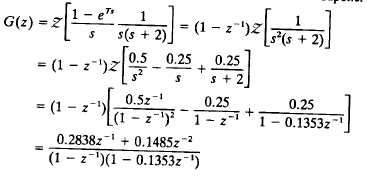 G(z) = 𝒵[(1 − e^{Ts})/s · 1/(s(s + 2))] = (1 − z⁻¹)𝒵[1/(s²(s + 2))]
= (1 − z⁻¹)𝒵[0.5/s² − 0.25/s + 0.25/(s + 2)]
= (1 − z⁻¹)[0.5z⁻¹/(1 − z⁻¹)² − 0.25/(1 − z⁻¹) + 0.25/(1 − 0.1353z⁻¹)]
= (0.2838z⁻¹ + 0.1485z⁻²)/((1 − z⁻¹)(1 − 0.1353z⁻¹))